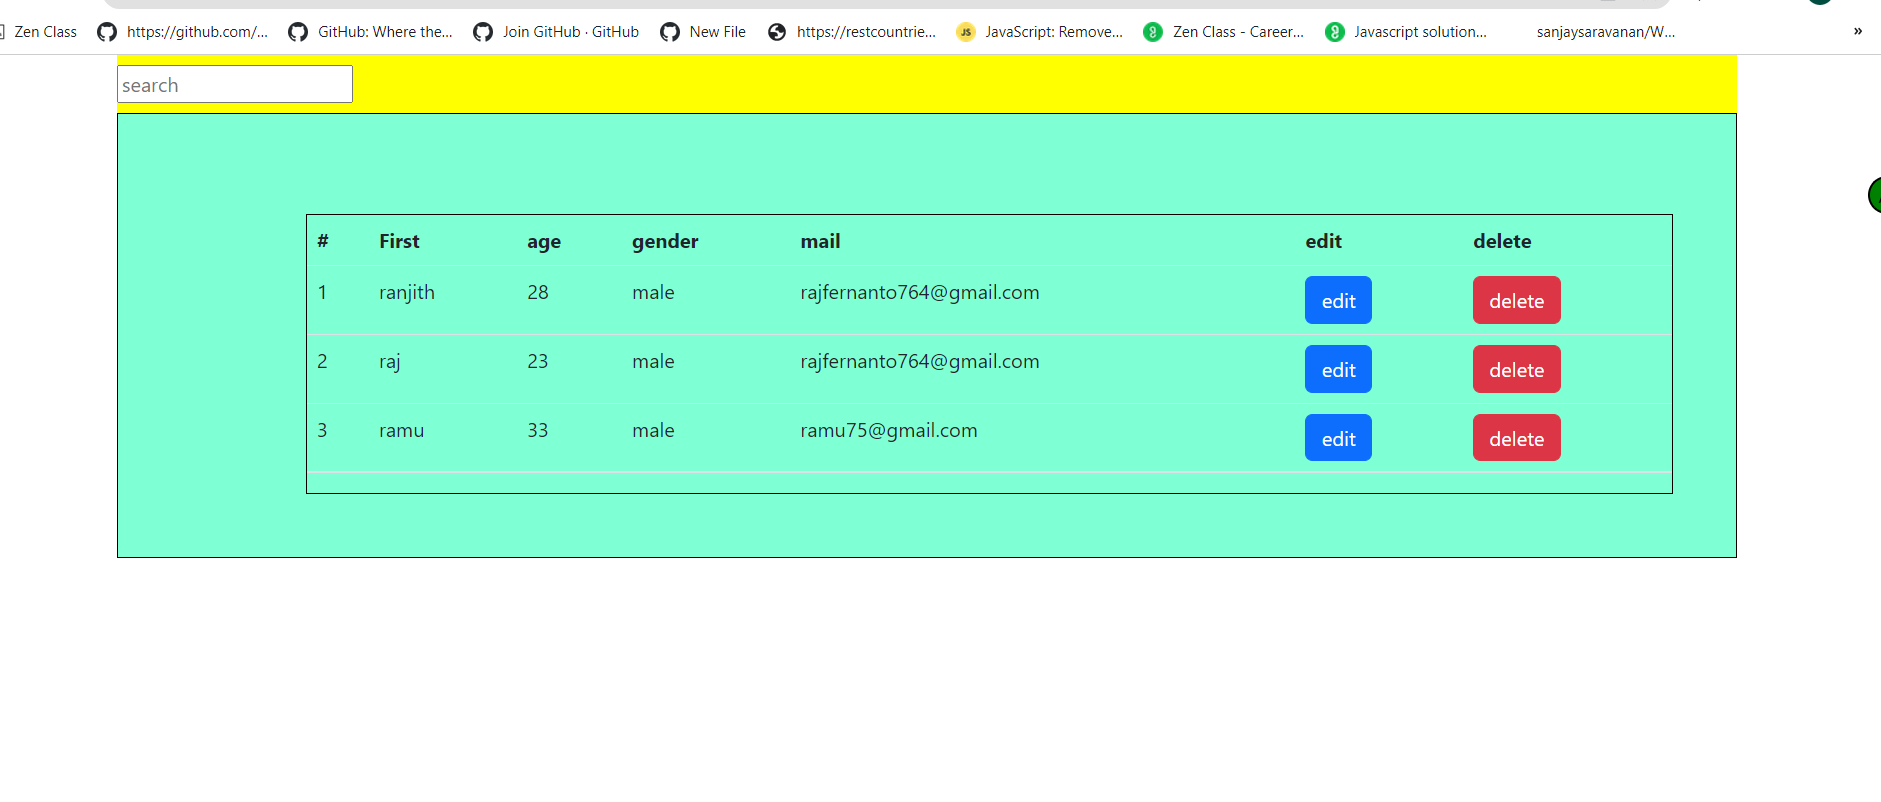 Zen Class https://github.com/... GitHub: Where the... Join GitHub · GitHub New File https://restcountrie... JavaScript: Remove... Zen Class - Career... Javascript solution... sanjaysaravanan/W... »
search
# First age gender mail edit delete
1 ranjith 28 male rajfernanto764@gmail.com edit delete
2 raj 23 male rajfernanto764@gmail.com edit delete
3 ramu 33 male ramu75@gmail.com edit delete